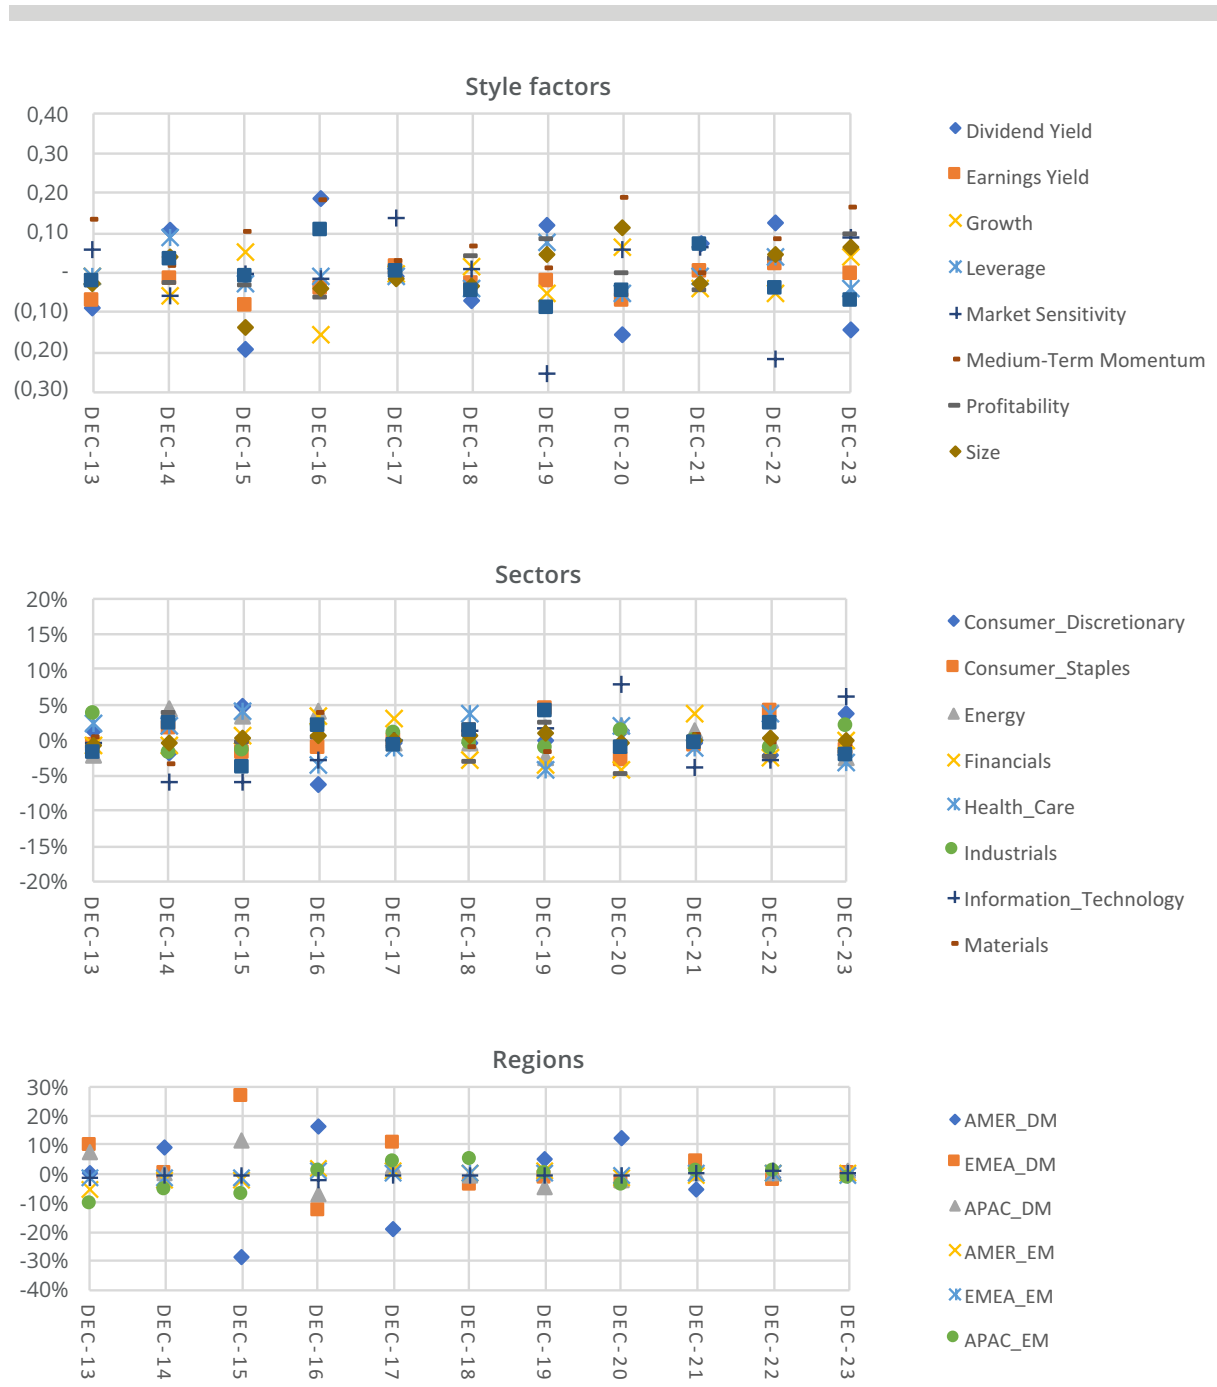 Style factors
0,40
0,30
0,20
0,10
-
(0,10)
(0,20)
(0,30)
DEC-13
DEC-14
DEC-15
DEC-16
DEC-17
DEC-18
DEC-19
DEC-20
DEC-21
DEC-22
DEC-23
Dividend Yield
Earnings Yield
Growth
Leverage
Market Sensitivity
Medium-Term Momentum
Profitability
Size
Sectors
20%
15%
10%
5%
0%
-5%
-10%
-15%
-20%
DEC-13
DEC-14
DEC-15
DEC-16
DEC-17
DEC-18
DEC-19
DEC-20
DEC-21
DEC-22
DEC-23
Consumer_Discretionary
Consumer_Staples
Energy
Financials
Health_Care
Industrials
Information_Technology
Materials
Regions
30%
20%
10%
0%
-10%
-20%
-30%
-40%
DEC-13
DEC-14
DEC-15
DEC-16
DEC-17
DEC-18
DEC-19
DEC-20
DEC-21
DEC-22
DEC-23
AMER_DM
EMEA_DM
APAC_DM
AMER_EM
EMEA_EM
APAC_EM